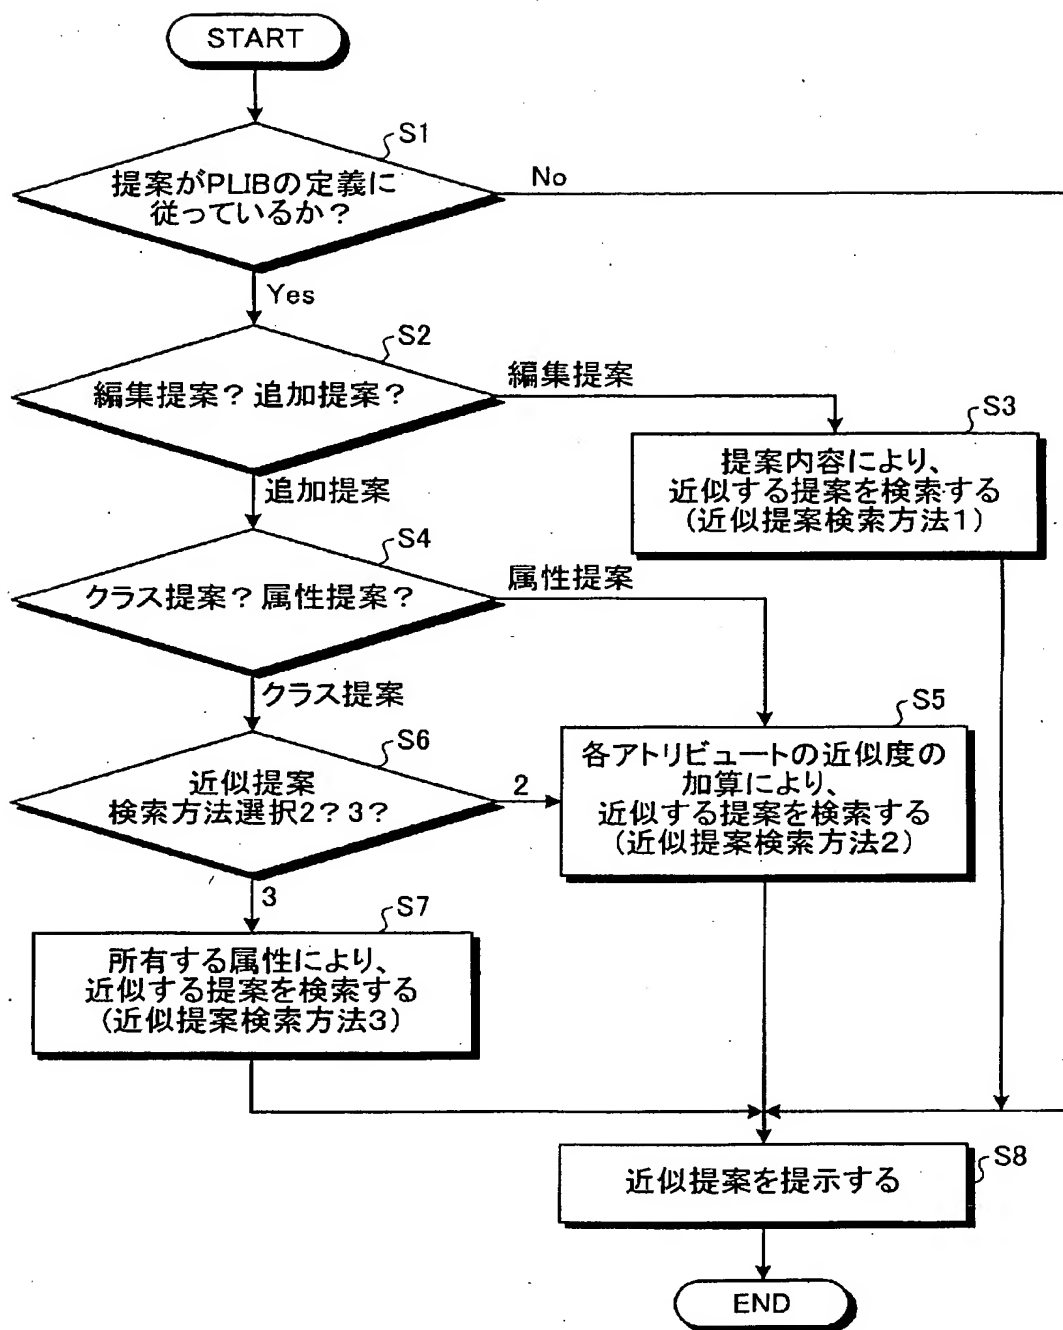 START
S1
提案がPLIBの定義に
従っているか?
No
Yes
S2
編集提案? 追加提案?
編集提案
S3
提案内容により、
近似する提案を検索する
(近似提案検索方法1)
追加提案
S4
クラス提案? 属性提案?
属性提案
クラス提案
S5
各アトリビュートの近似度の
加算により、
近似する提案を検索する
(近似提案検索方法2)
S6
近似提案
検索方法選択2?3?
2
3
S7
所有する属性により、
近似する提案を検索する
(近似提案検索方法3)
S8
近似提案を提示する
END